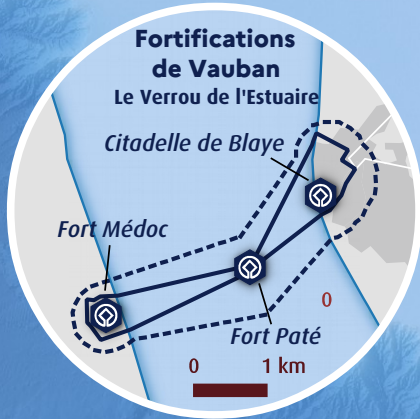 Fortifications
de Vauban
Le Verrou de l'Estuaire
Citadelle de Blaye
Fort Médoc
0
Fort Paté
0 1 km